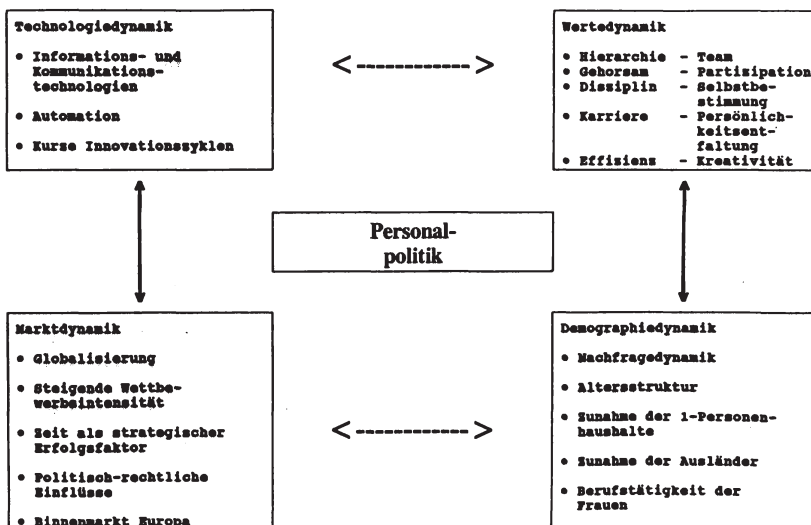 Technologiedynamik
• Informations- und
Kommunikations-
technologien
• Automation
• Kurze Innovationszyklen
<------------>
Wertedynamik
• Hierarchie – Team
• Gehorsam – Partizipation
• Disziplin – Selbstbe-
stimmung
• Karriere – Persönlich-
keitsent-
faltung
• Effizienz – Kreativität
Personal-
politik
Marktdynamik
• Globalisierung
• Steigende Wettbe-
werbsintensität
• Zeit als strategischer
Erfolgsfaktor
• Politisch-rechtliche
Einflüsse
• Binnenmarkt Europa
<------------>
Demographiedynamik
• Nachfragedynamik
• Altersstruktur
• Zunahme der 1-Personen-
haushalte
• Zunahme der Ausländer
• Berufstätigkeit der
Frauen